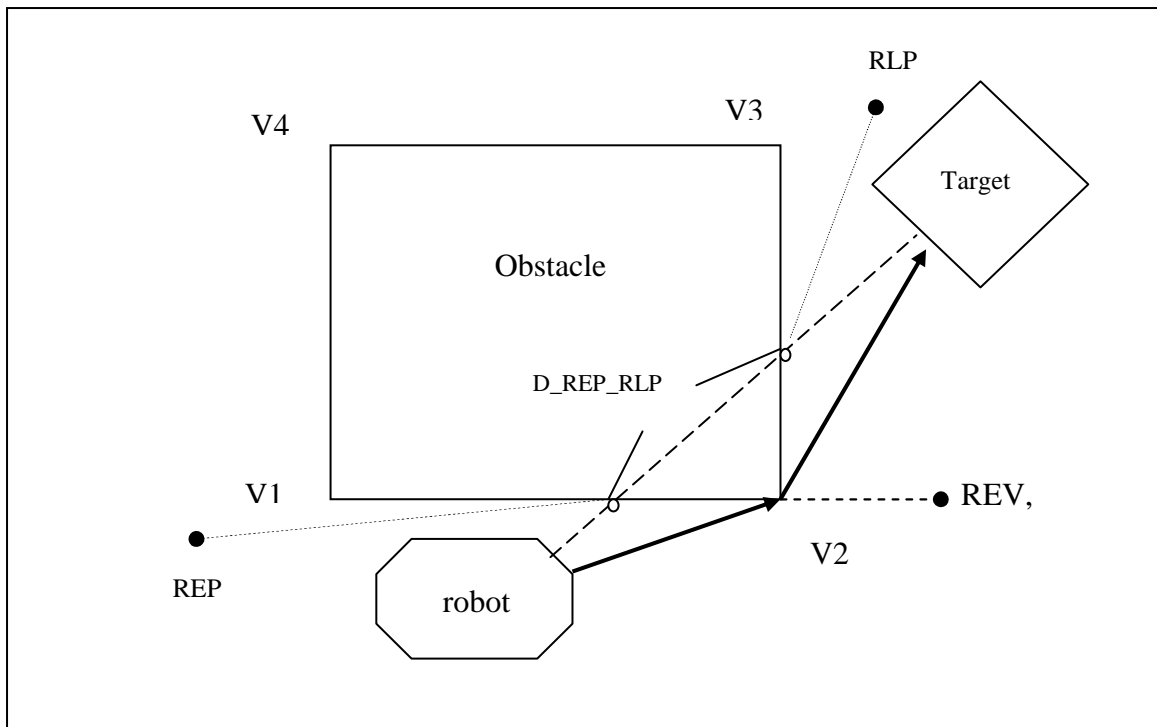 RLP
V3
V4
Target
Obstacle
D_REP_RLP
V1
REV,
V2
REP
robot